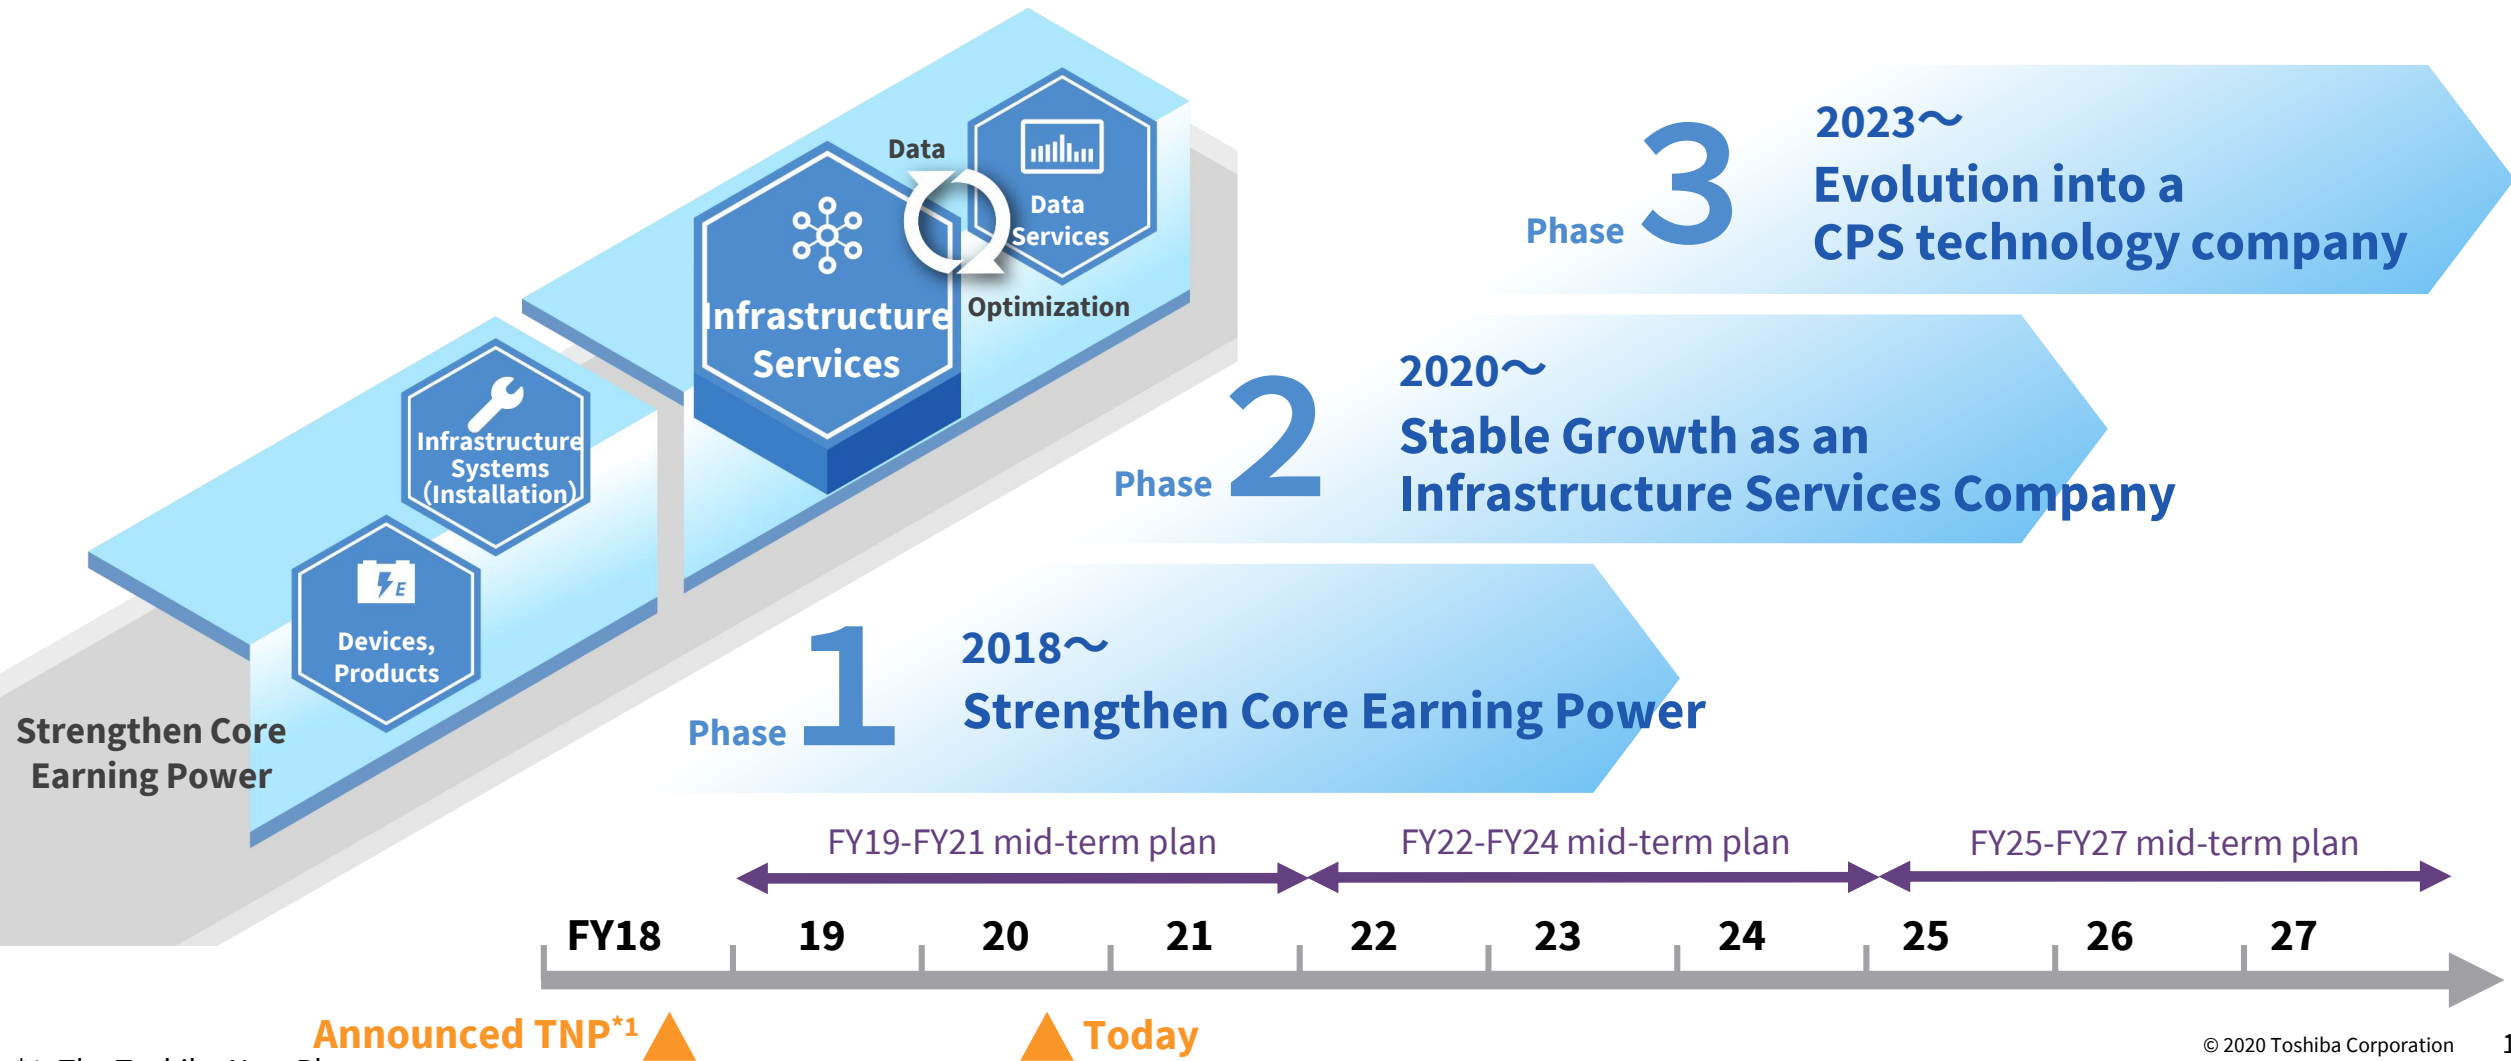 Data
Data
Services
Infrastructure
Services
Optimization
Infrastructure
Systems
(Installation)
Devices,
Products
Strengthen Core
Earning Power
Phase 3
2023～
Evolution into a
CPS technology company
Phase 2
2020～
Stable Growth as an
Infrastructure Services Company
Phase 1
2018～
Strengthen Core Earning Power
FY19-FY21 mid-term plan
FY22-FY24 mid-term plan
FY25-FY27 mid-term plan
FY18 19 20 21 22 23 24 25 26 27
Announced TNP*1
Today
© 2020 Toshiba Corporation